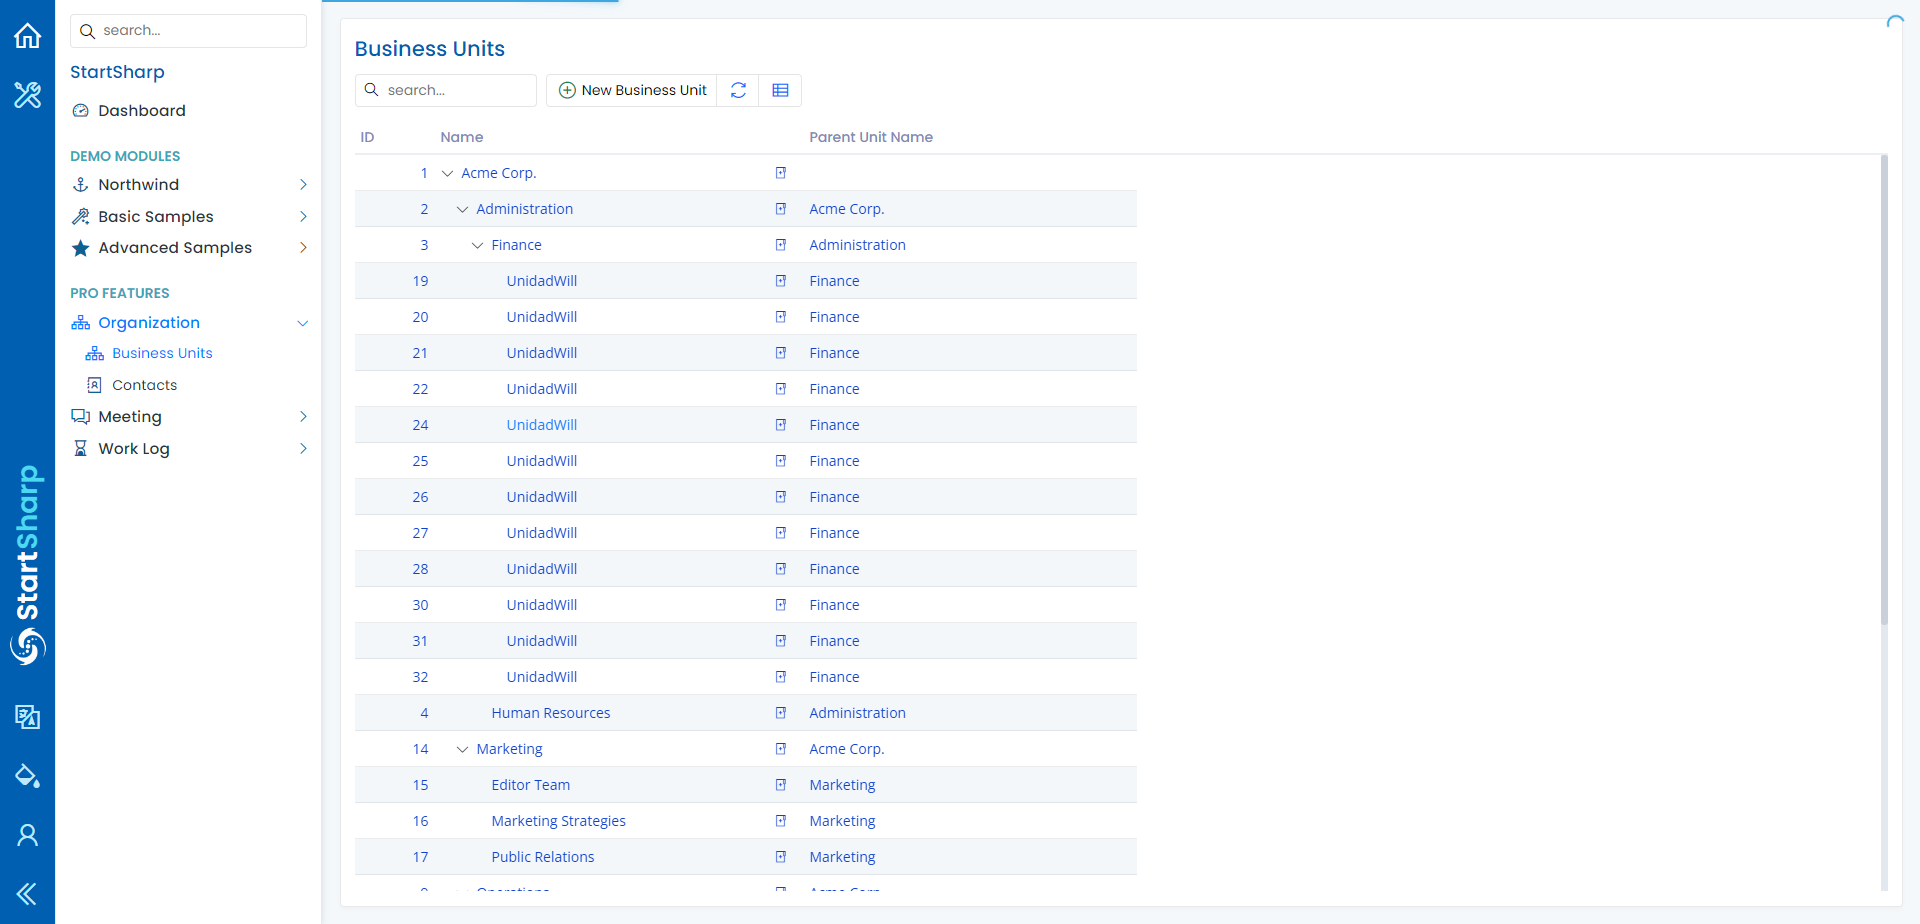 search...
StartSharp
Dashboard
DEMO MODULES
Northwind
Basic Samples
Advanced Samples
PRO FEATURES
Organization
Business Units
Contacts
Meeting
Work Log
StartSharp
Business Units
search...
New Business Unit
ID Name Parent Unit Name
1 Acme Corp.
2 Administration Acme Corp.
3 Finance Administration
19 UnidadWill Finance
20 UnidadWill Finance
21 UnidadWill Finance
22 UnidadWill Finance
24 UnidadWill Finance
25 UnidadWill Finance
26 UnidadWill Finance
27 UnidadWill Finance
28 UnidadWill Finance
30 UnidadWill Finance
31 UnidadWill Finance
32 UnidadWill Finance
4 Human Resources Administration
14 Marketing Acme Corp.
15 Editor Team Marketing
16 Marketing Strategies Marketing
17 Public Relations Marketing
Operations Acme Corp.